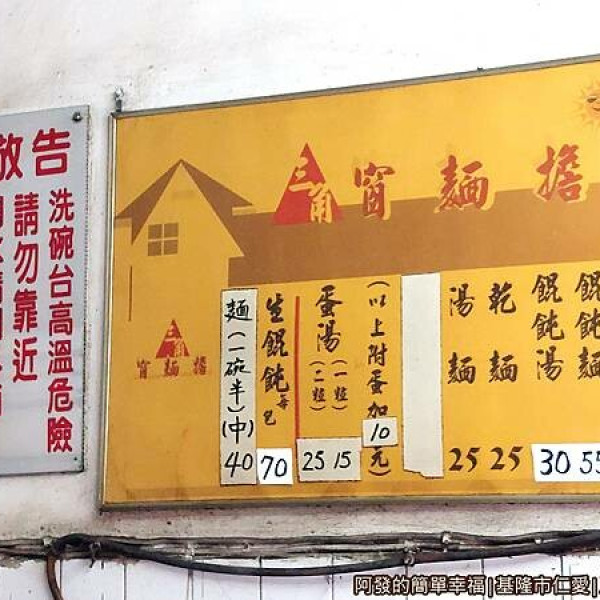 三角窗麵擔
餛飩麵 55
餛飩湯 30
乾麵 25
湯麵 25
(以上附蛋加10元)
蛋湯 (一粒) 15 (二粒) 25
生餛飩每包 70
麵(一碗半)(中) 40
三角窗麵擔
敬告
洗碗台高溫危險
請勿靠近
阿發的簡單幸福|基隆市仁愛